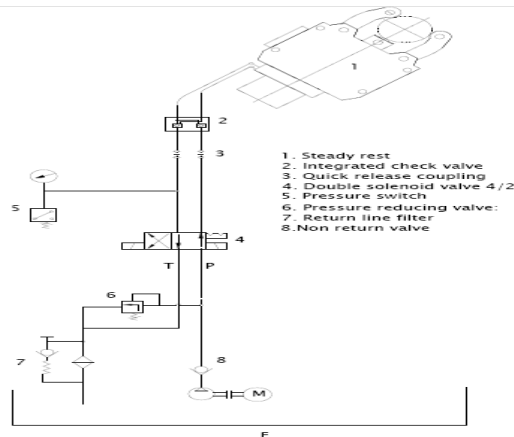 1
2
3
1. Steady rest
2. Integrated check valve
3. Quick release coupling
4. Double solenoid valve 4/2
5. Pressure switch
6. Pressure reducing valve:
7. Return line filter
8.Non return valve
5
4
T P
6
7
8
M
F